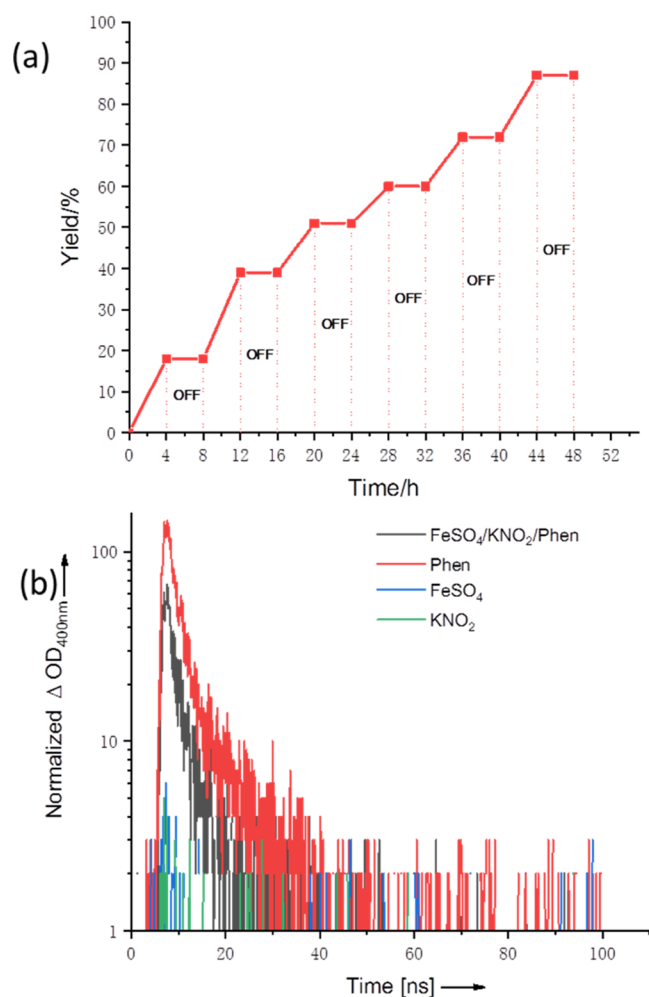 (a)
Yield/%
100
90
80
70
60
50
40
30
20
10
0
OFF
OFF
OFF
OFF
OFF
OFF
0 4 8 12 16 20 24 28 32 36 40 44 48 52
Time/h
(b)
Normalized Δ OD400nm
100
10
1
FeSO₄/KNO₂/Phen
Phen
FeSO₄
KNO₂
0 20 40 60 80 100
Time [ns]